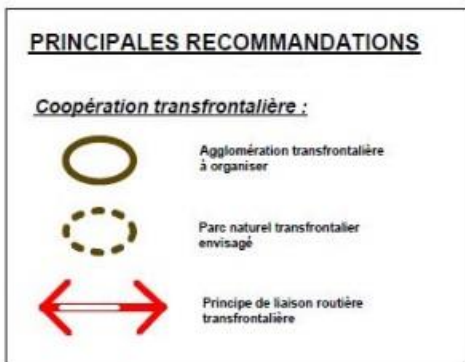 PRINCIPALES RECOMMANDATIONS
Coopération transfrontalière :
Agglomération transfrontalière
à organiser
Parc naturel transfrontalier
envisagé
Principe de liaison routière
transfrontalière